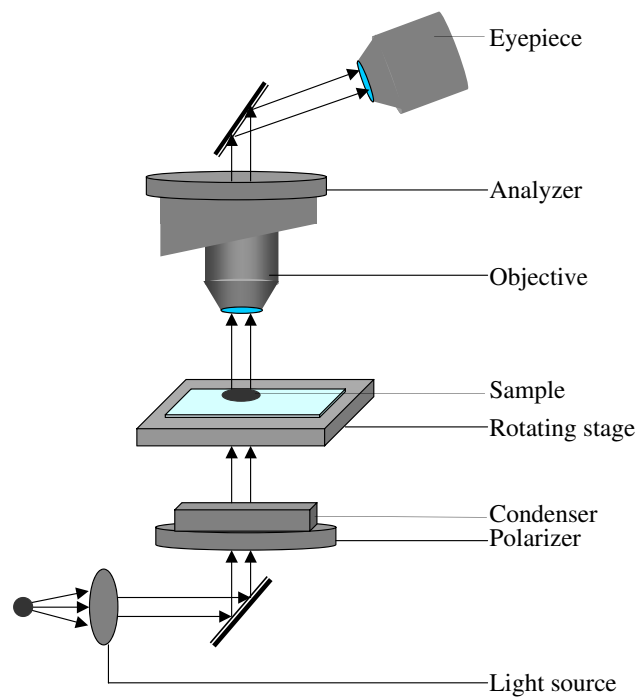 Eyepiece
Analyzer
Objective
Sample
Rotating stage
Condenser
Polarizer
Light source